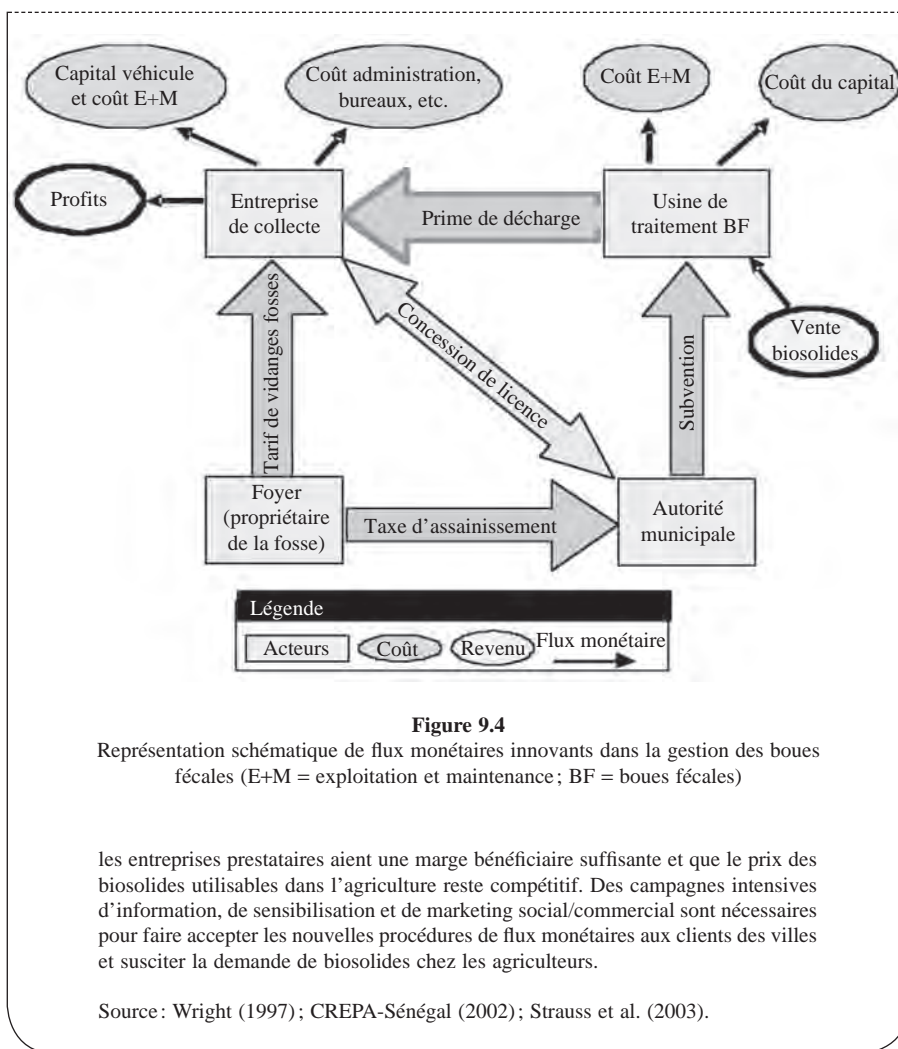 Capital véhicule
et coût E+M
Coût administration,
bureaux, etc.
Coût E+M
Coût du capital
Profits
Entreprise
de collecte
Prime de décharge
Usine de
traitement BF
Tarif de vidanges fosses
Concession de licence
Subvention
Vente
biosolides
Foyer
(propriétaire
de la fosse)
Taxe d'assainissement
Autorité
municipale
Légende
Acteurs
Coût
Revenu
Flux monétaire
Figure 9.4
Représentation schématique de flux monétaires innovants dans la gestion des boues
fécales (E+M = exploitation et maintenance ; BF = boues fécales)
les entreprises prestataires aient une marge bénéficiaire suffisante et que le prix des
biosolides utilisables dans l'agriculture reste compétitif. Des campagnes intensives
d'information, de sensibilisation et de marketing social/commercial sont nécessaires
pour faire accepter les nouvelles procédures de flux monétaires aux clients des villes
et susciter la demande de biosolides chez les agriculteurs.
Source : Wright (1997) ; CREPA-Sénégal (2002) ; Strauss et al. (2003).